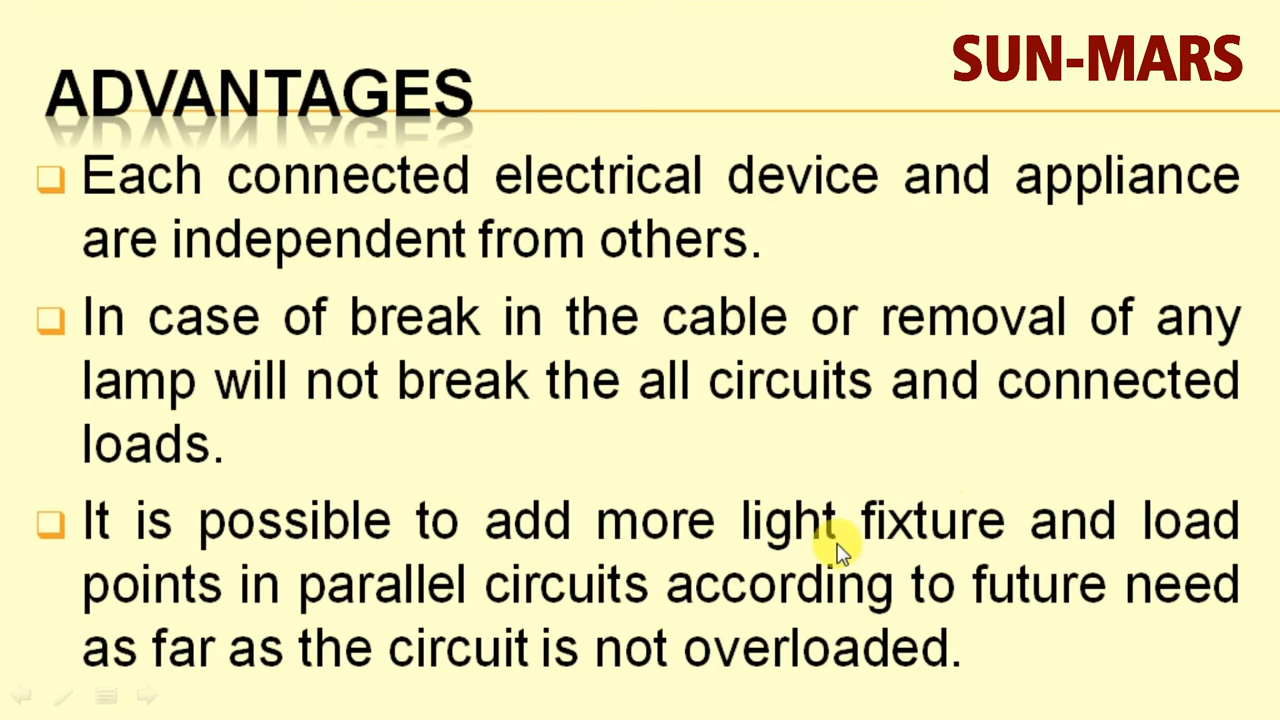 SUN-MARS
ADVANTAGES
Each connected electrical device and appliance
are independent from others.
In case of break in the cable or removal of any
lamp will not break the all circuits and connected
loads.
It is possible to add more light fixture and load
points in parallel circuits according to future need
as far as the circuit is not overloaded.